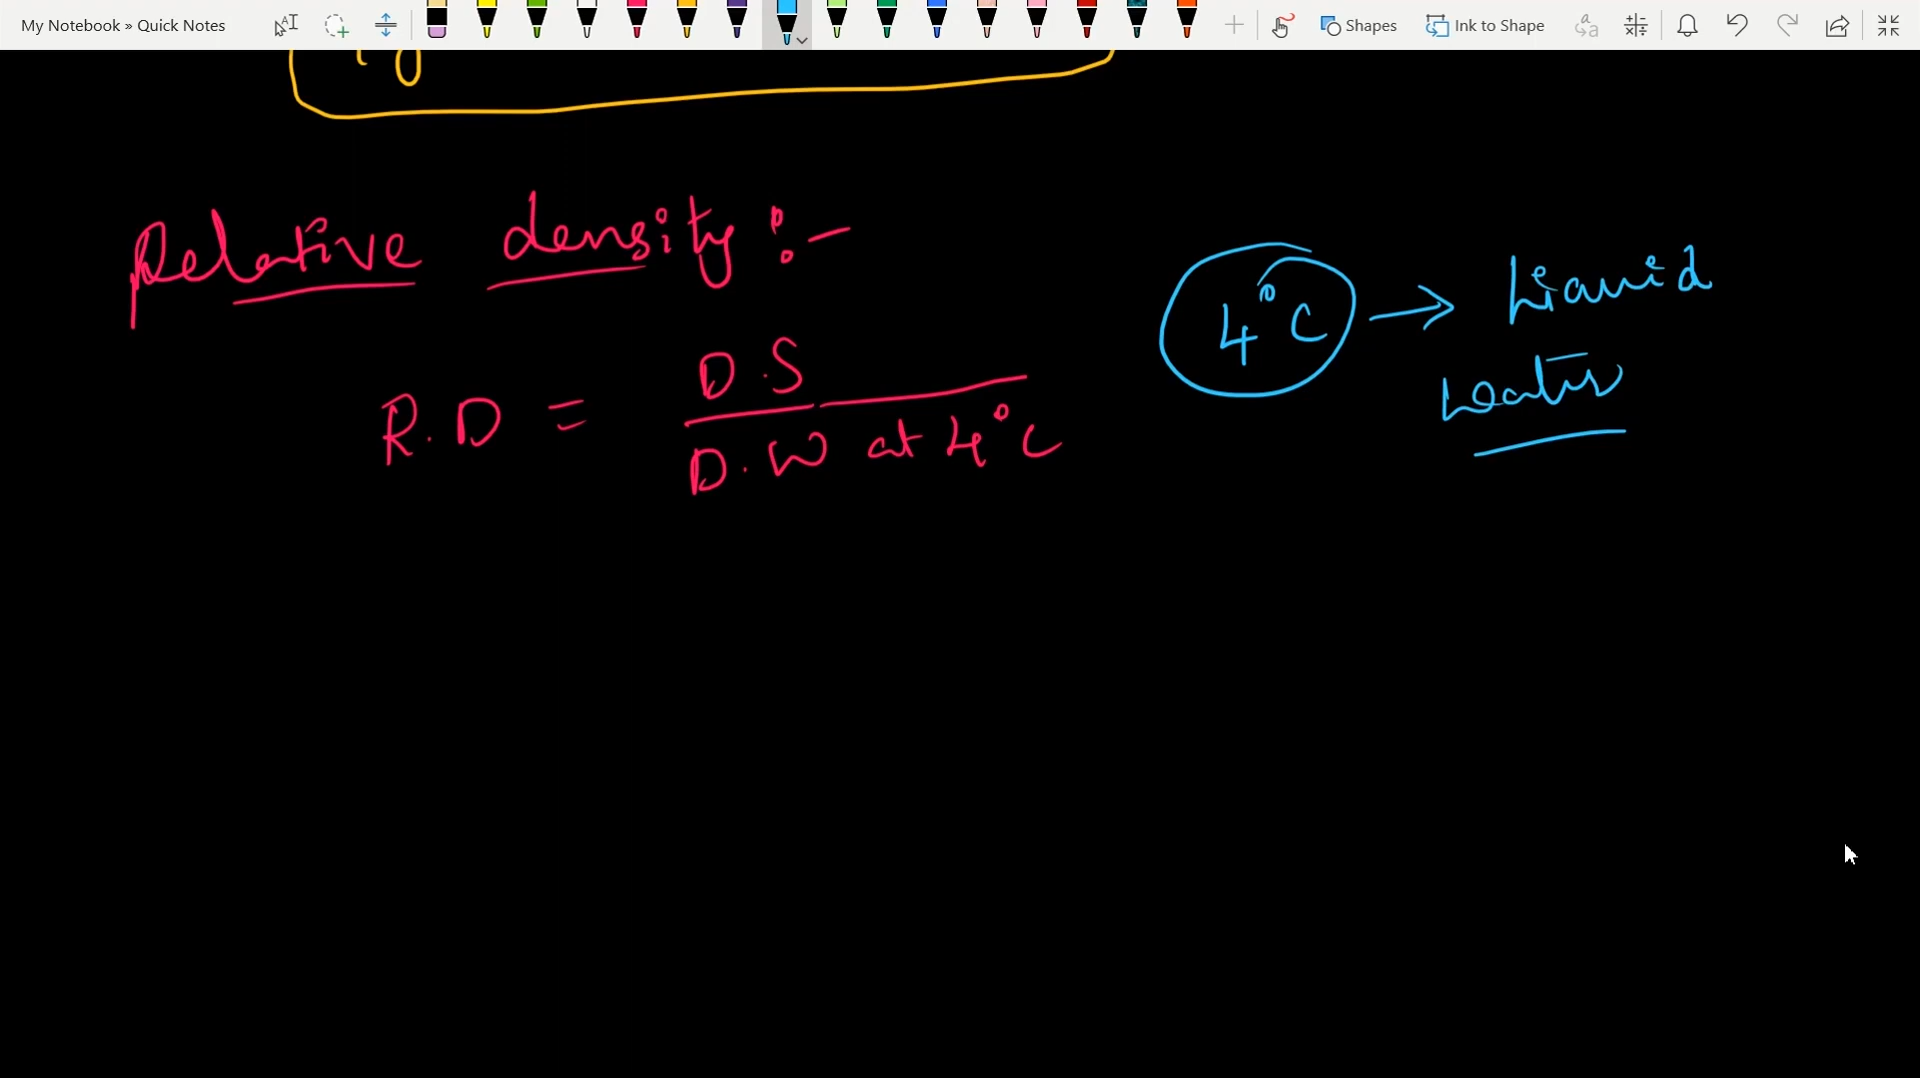 My Notebook » Quick Notes
Shapes
Ink to Shape
Relative density :-
R.D = D.S
D.W at 4°C
4°C → Liquid
water